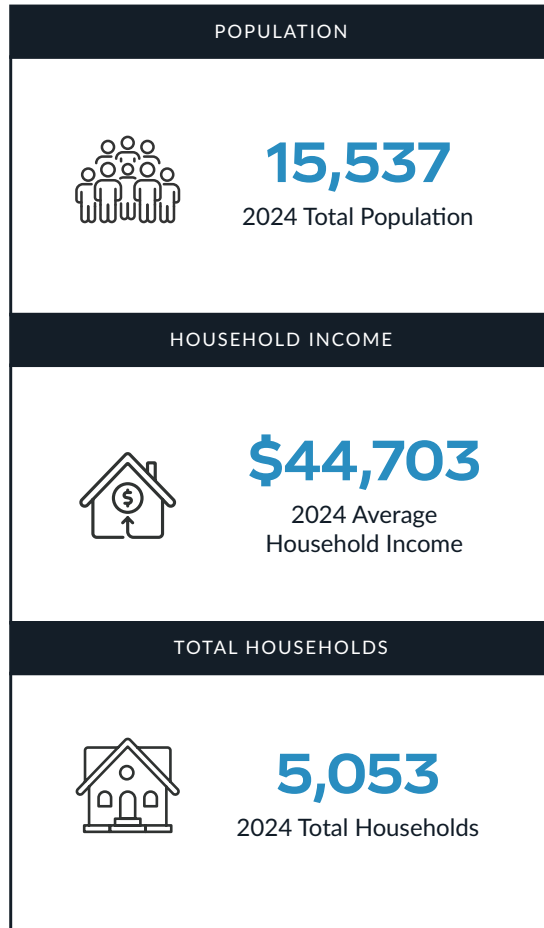 POPULATION
15,537
2024 Total Population
HOUSEHOLD INCOME
$
$44,703
2024 Average
Household Income
TOTAL HOUSEHOLDS
5,053
2024 Total Households